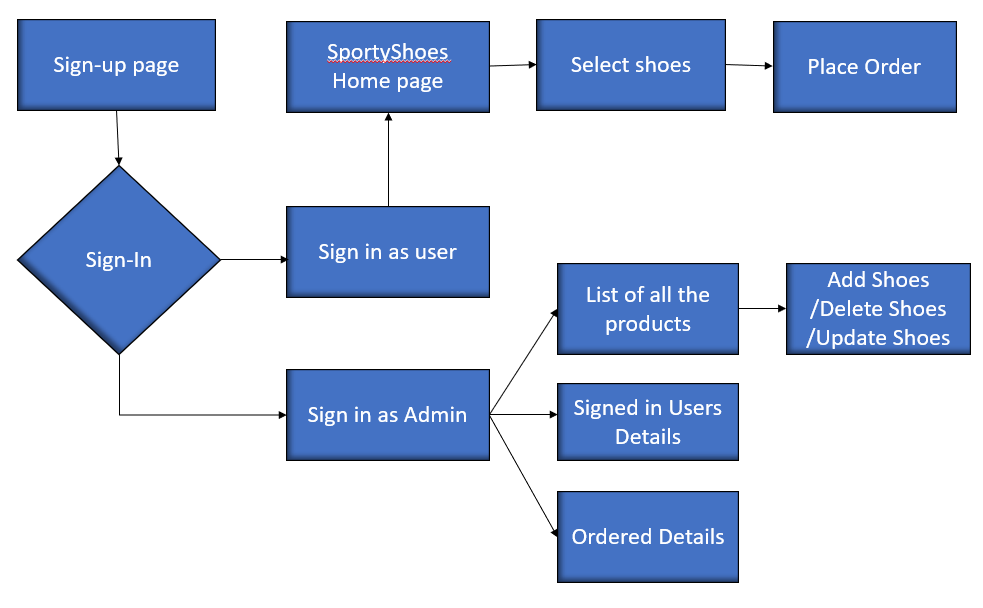 Sign-up page
SportyShoes
Home page
Select shoes
Place Order
Sign-In
Sign in as user
List of all the
products
Add Shoes
/Delete Shoes
/Update Shoes
Sign in as Admin
Signed in Users
Details
Ordered Details